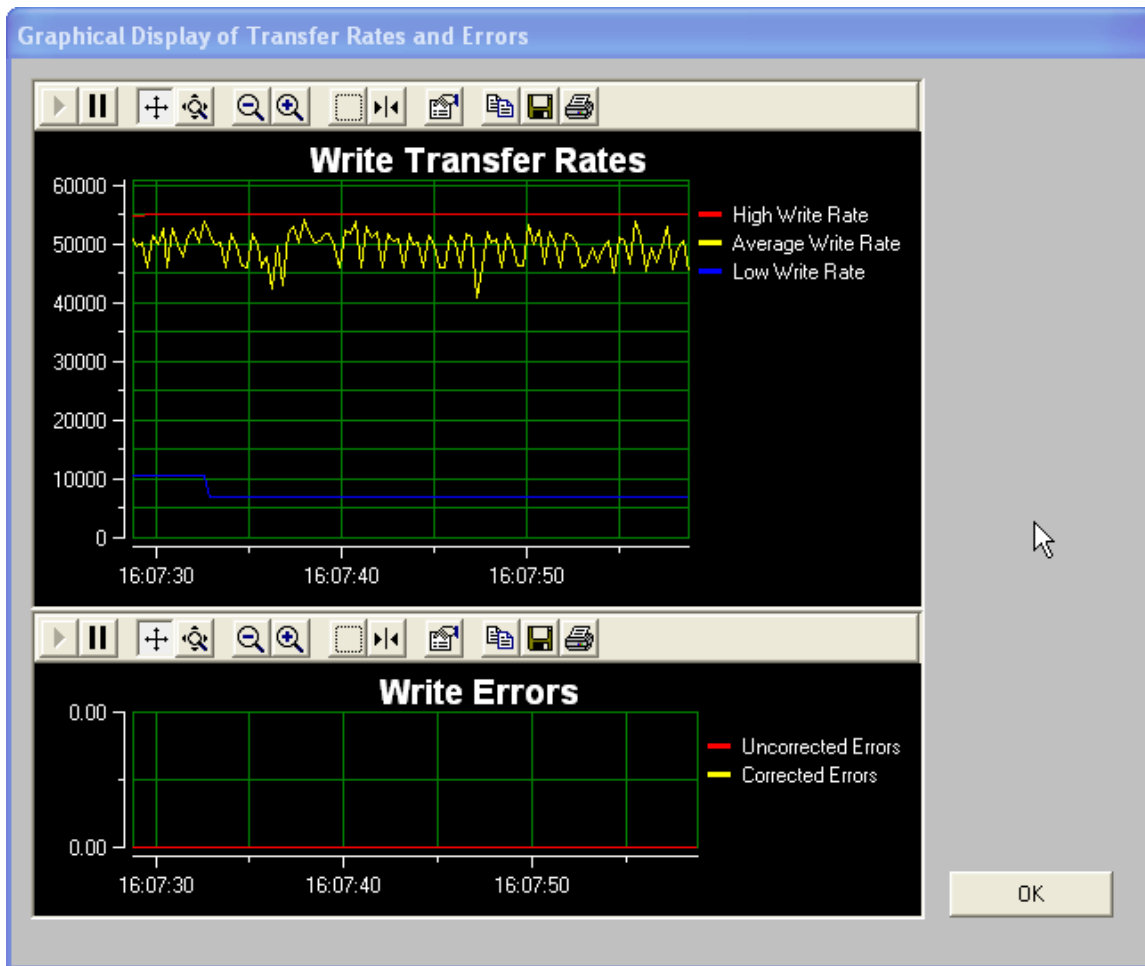 Graphical Display of Transfer Rates and Errors
Write Transfer Rates
60000
50000
40000
30000
20000
10000
0
High Write Rate
Average Write Rate
Low Write Rate
16:07:30 16:07:40 16:07:50
Write Errors
0.00
0.00
Uncorrected Errors
Corrected Errors
16:07:30 16:07:40 16:07:50
OK